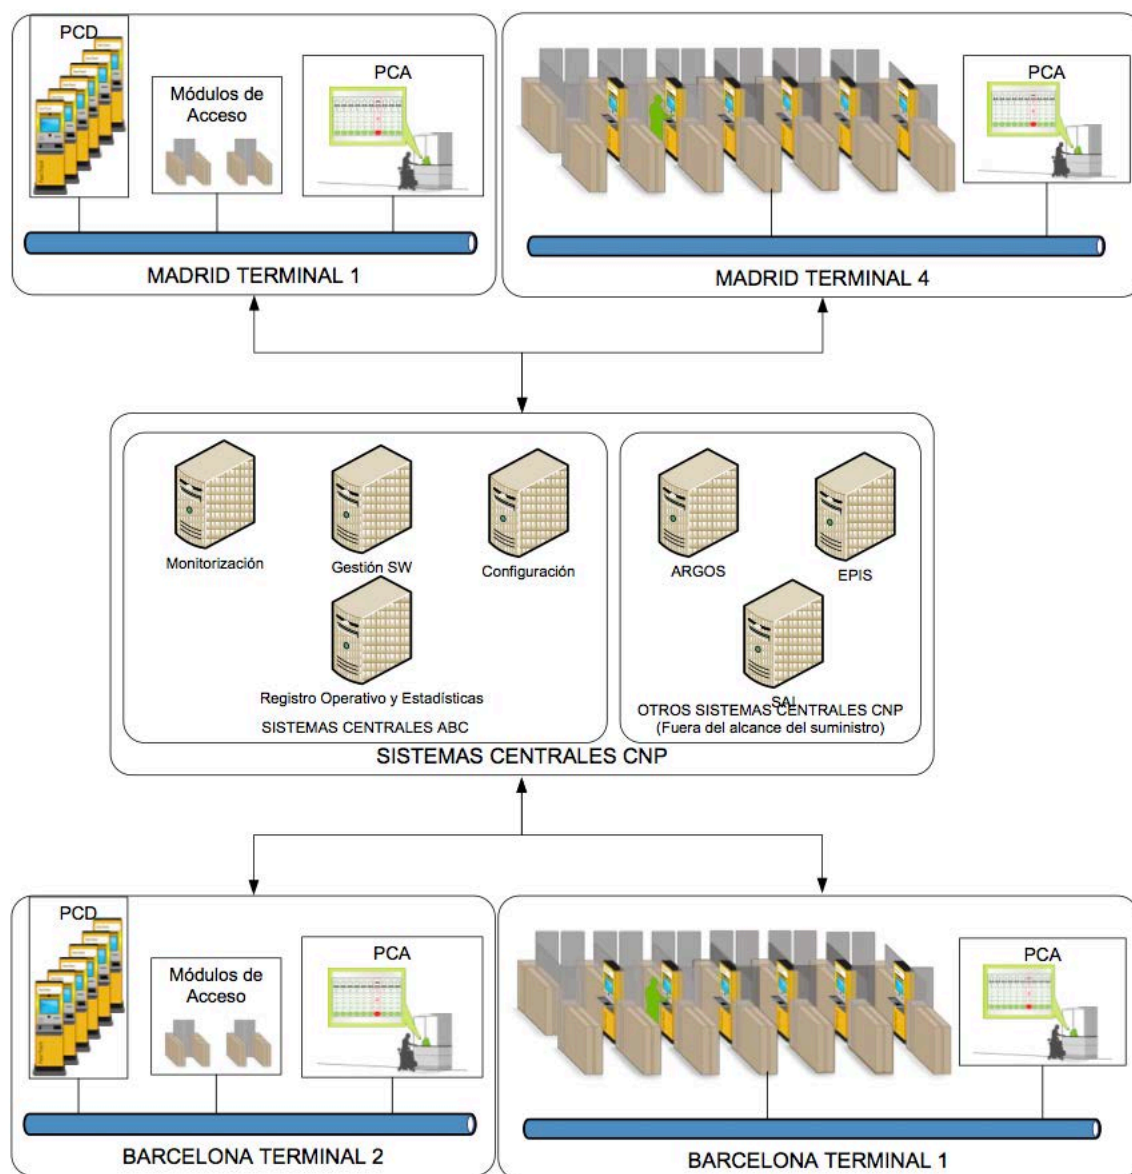 PCD
Módulos de
Acceso
PCA
MADRID TERMINAL 1
PCA
MADRID TERMINAL 4
Monitorización
Gestión SW
Configuración
Registro Operativo y Estadísticas
SISTEMAS CENTRALES ABC
ARGOS
EPIS
SAI
OTROS SISTEMAS CENTRALES CNP
(Fuera del alcance del suministro)
SISTEMAS CENTRALES CNP
PCD
Módulos de
Acceso
PCA
BARCELONA TERMINAL 2
PCA
BARCELONA TERMINAL 1